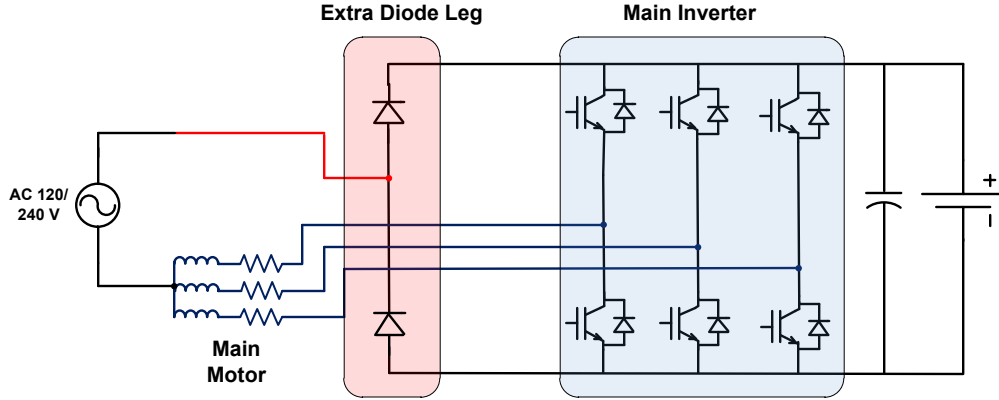 Extra Diode Leg
Main Inverter
AC 120/
240 V
+
–
Main
Motor